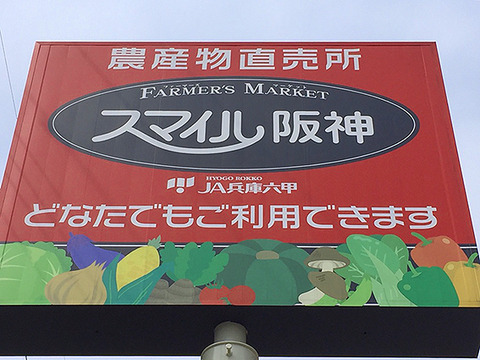 農産物直売所
FARMER'S MARKET
スマイル阪神
HYOGO ROKKO
JA兵庫六甲
どなたでもご利用できます